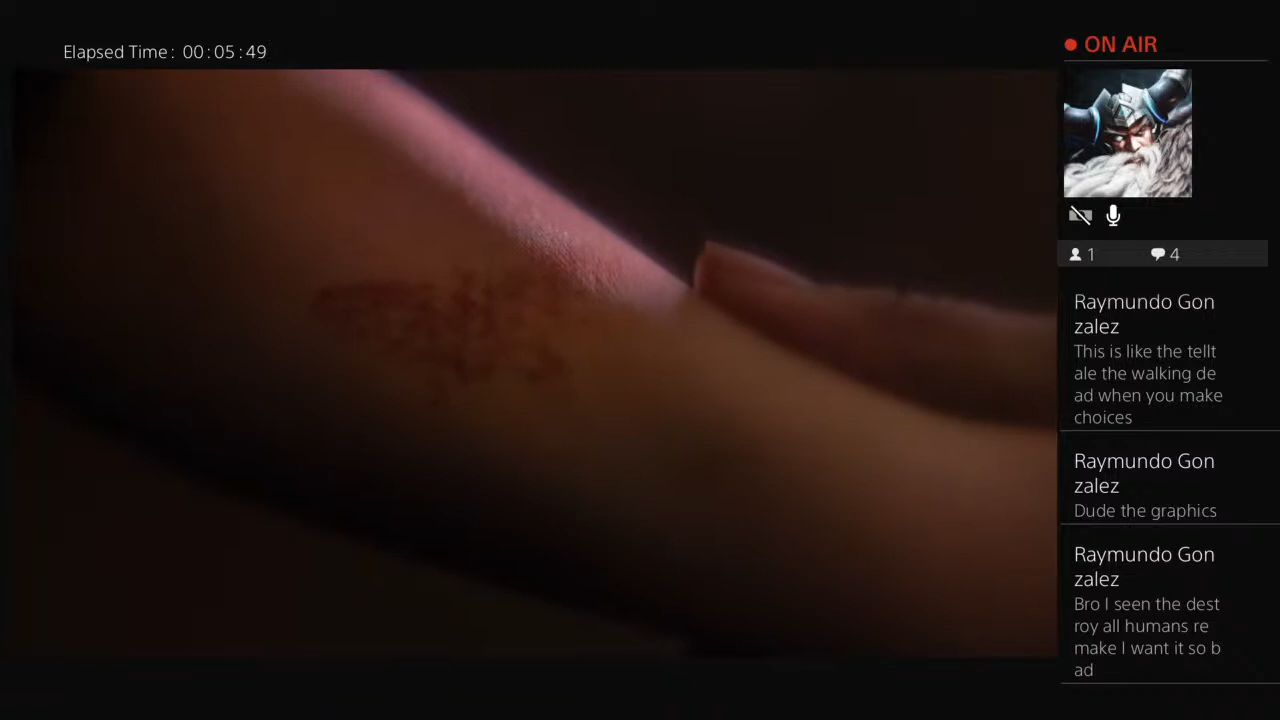 Elapsed Time: 00:05:49
ON AIR
1 4
Raymundo Gon
zalez
This is like the tellt
ale the walking de
ad when you make
choices
Raymundo Gon
zalez
Dude the graphics
Raymundo Gon
zalez
Bro I seen the dest
roy all humans re
make I want it so b
ad